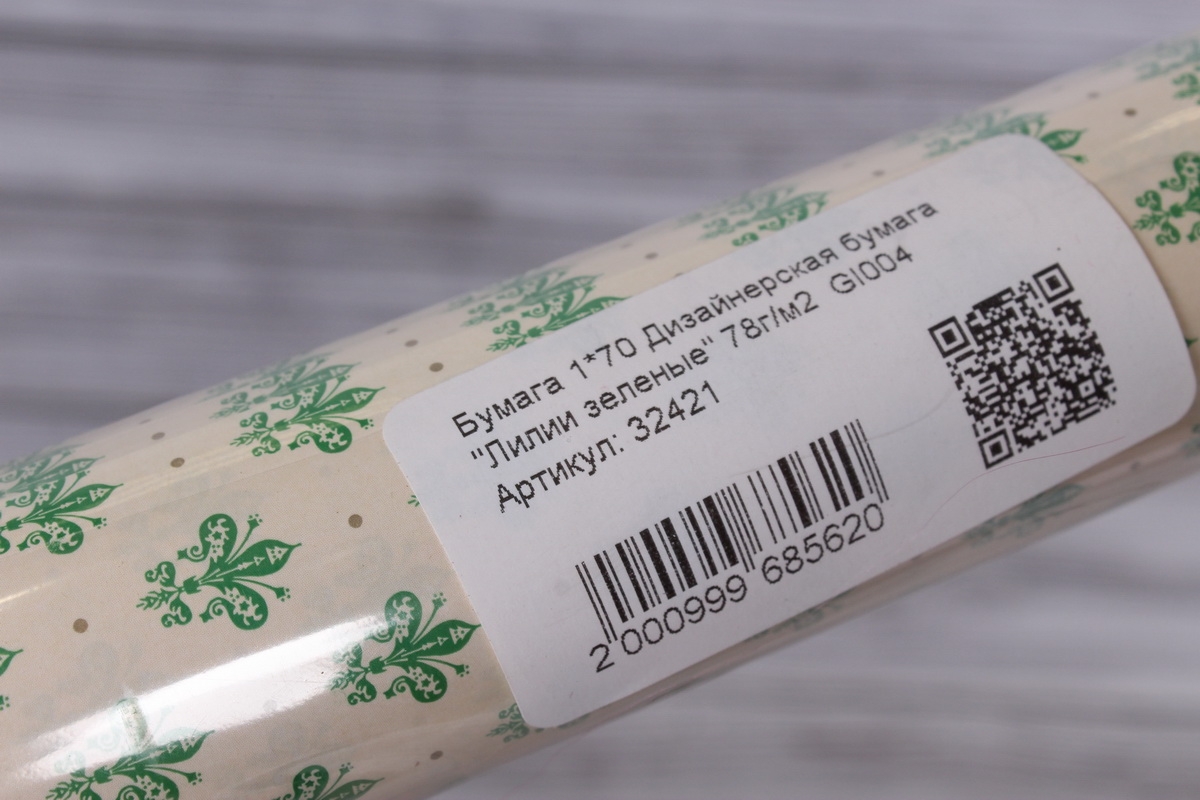 Бумага 1*70 Дизайнерская бумага
"Лилии зеленые" 78г/м2 GI004
Артикул: 32421
2 000999 685620